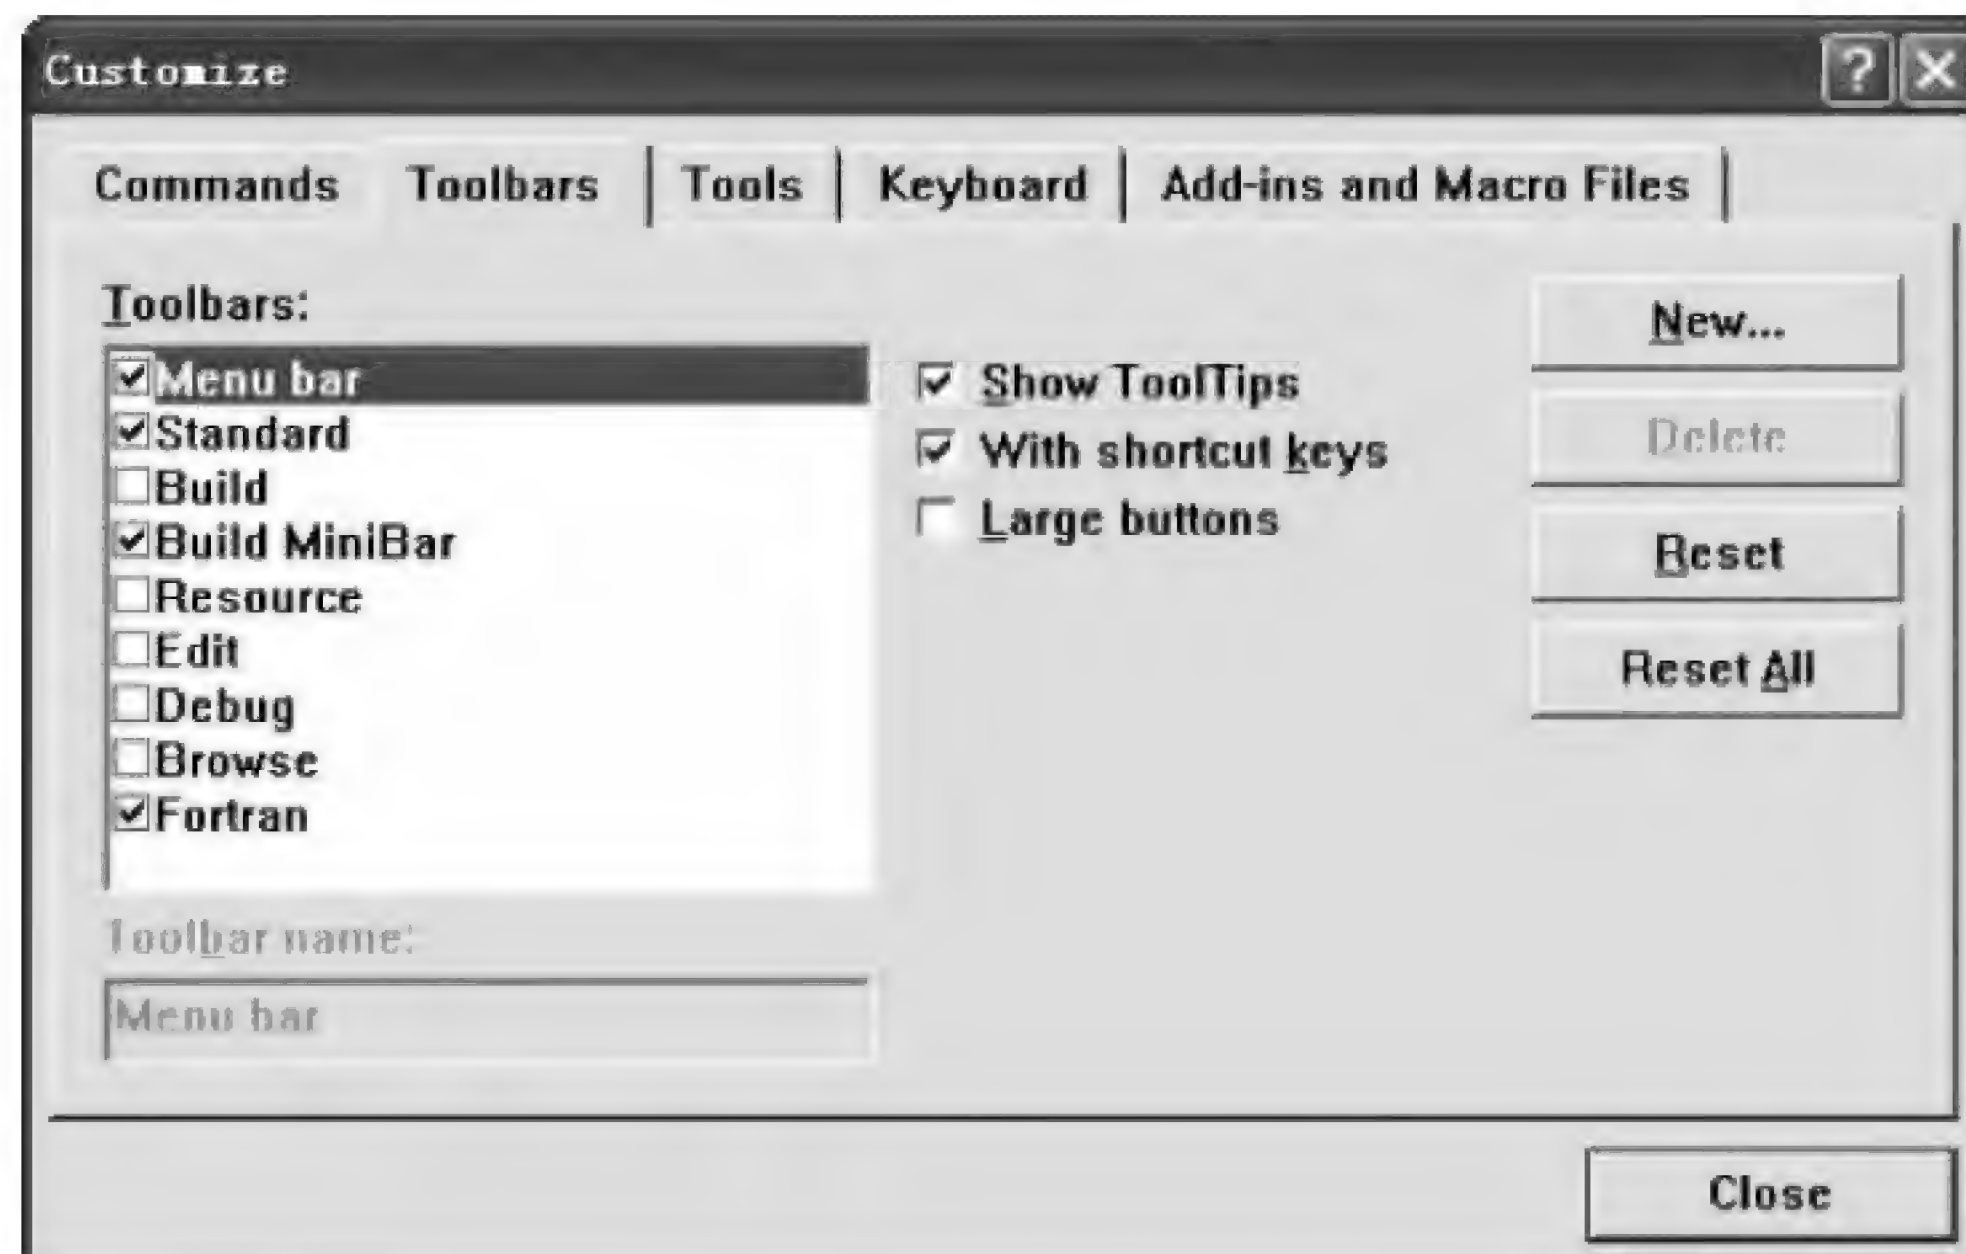 Customize
Commands Toolbars Tools Keyboard Add-ins and Macro Files
Toolbars:
Menu bar
Standard
Build
Build MiniBar
Resource
Edit
Debug
Browse
Fortran
Toolbar name:
Menu bar
Show ToolTips
With shortcut keys
Large buttons
New...
Delete
Reset
Reset All
Close